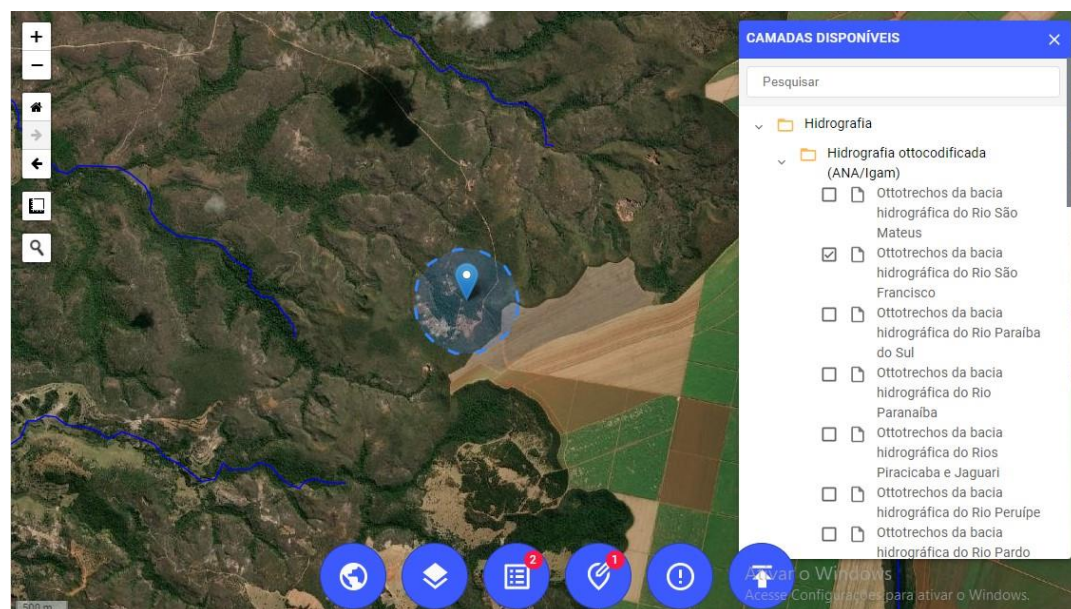 +
−
CAMADAS DISPONÍVEIS
Pesquisar
Hidrografia
Hidrografia ottocodificada
(ANA/Igam)
Ottotrechos da bacia
hidrográfica do Rio São
Mateus
Ottotrechos da bacia
hidrográfica do Rio São
Francisco
Ottotrechos da bacia
hidrográfica do Rio Paraíba
do Sul
Ottotrechos da bacia
hidrográfica do Rio
Paranaíba
Ottotrechos da bacia
hidrográfica do Rios
Piracicaba e Jaguari
Ottotrechos da bacia
hidrográfica do Rio Peruípe
Ottotrechos da bacia
hidrográfica do Rio Pardo
2
1
Ativar o Windows
Acesse Configurações para ativar o Windows.
500 m